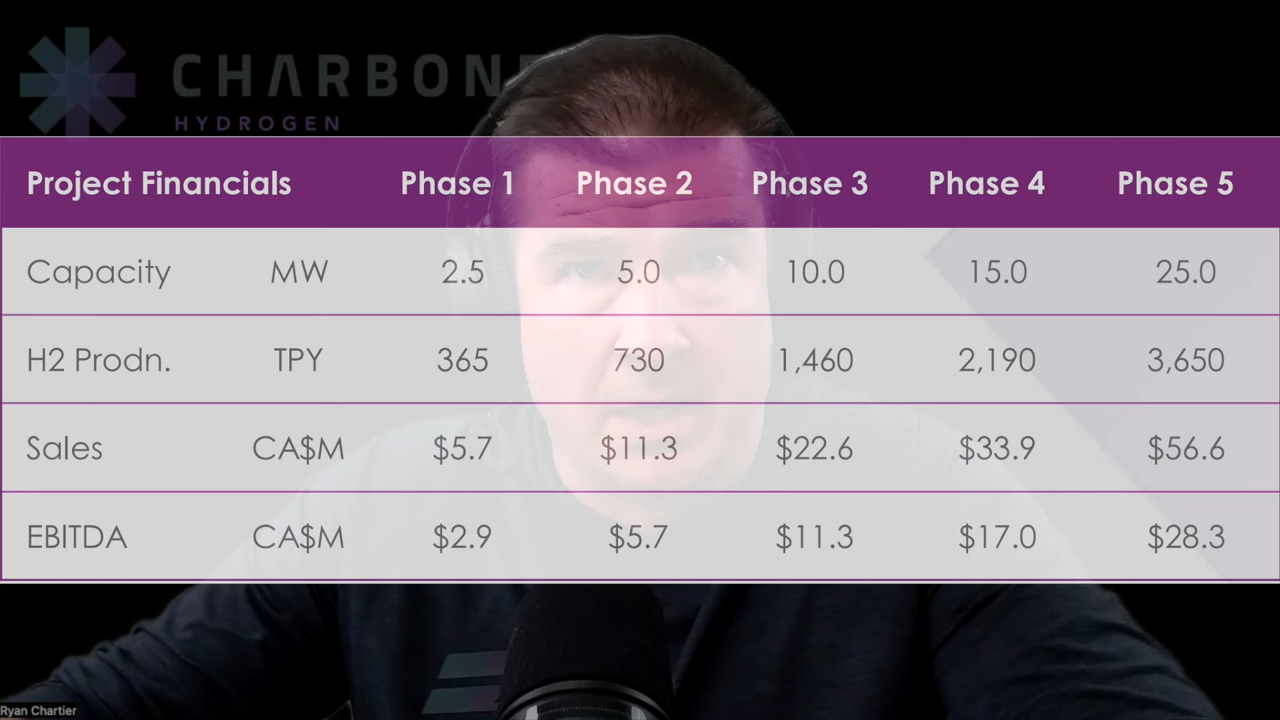 CHARBONE
HYDROGEN
Project Financials Phase 1 Phase 2 Phase 3 Phase 4 Phase 5
Capacity MW 2.5 5.0 10.0 15.0 25.0
H2 Prodn. TPY 365 730 1,460 2,190 3,650
Sales CA$M $5.7 $11.3 $22.6 $33.9 $56.6
EBITDA CA$M $2.9 $5.7 $11.3 $17.0 $28.3
Ryan Chartier